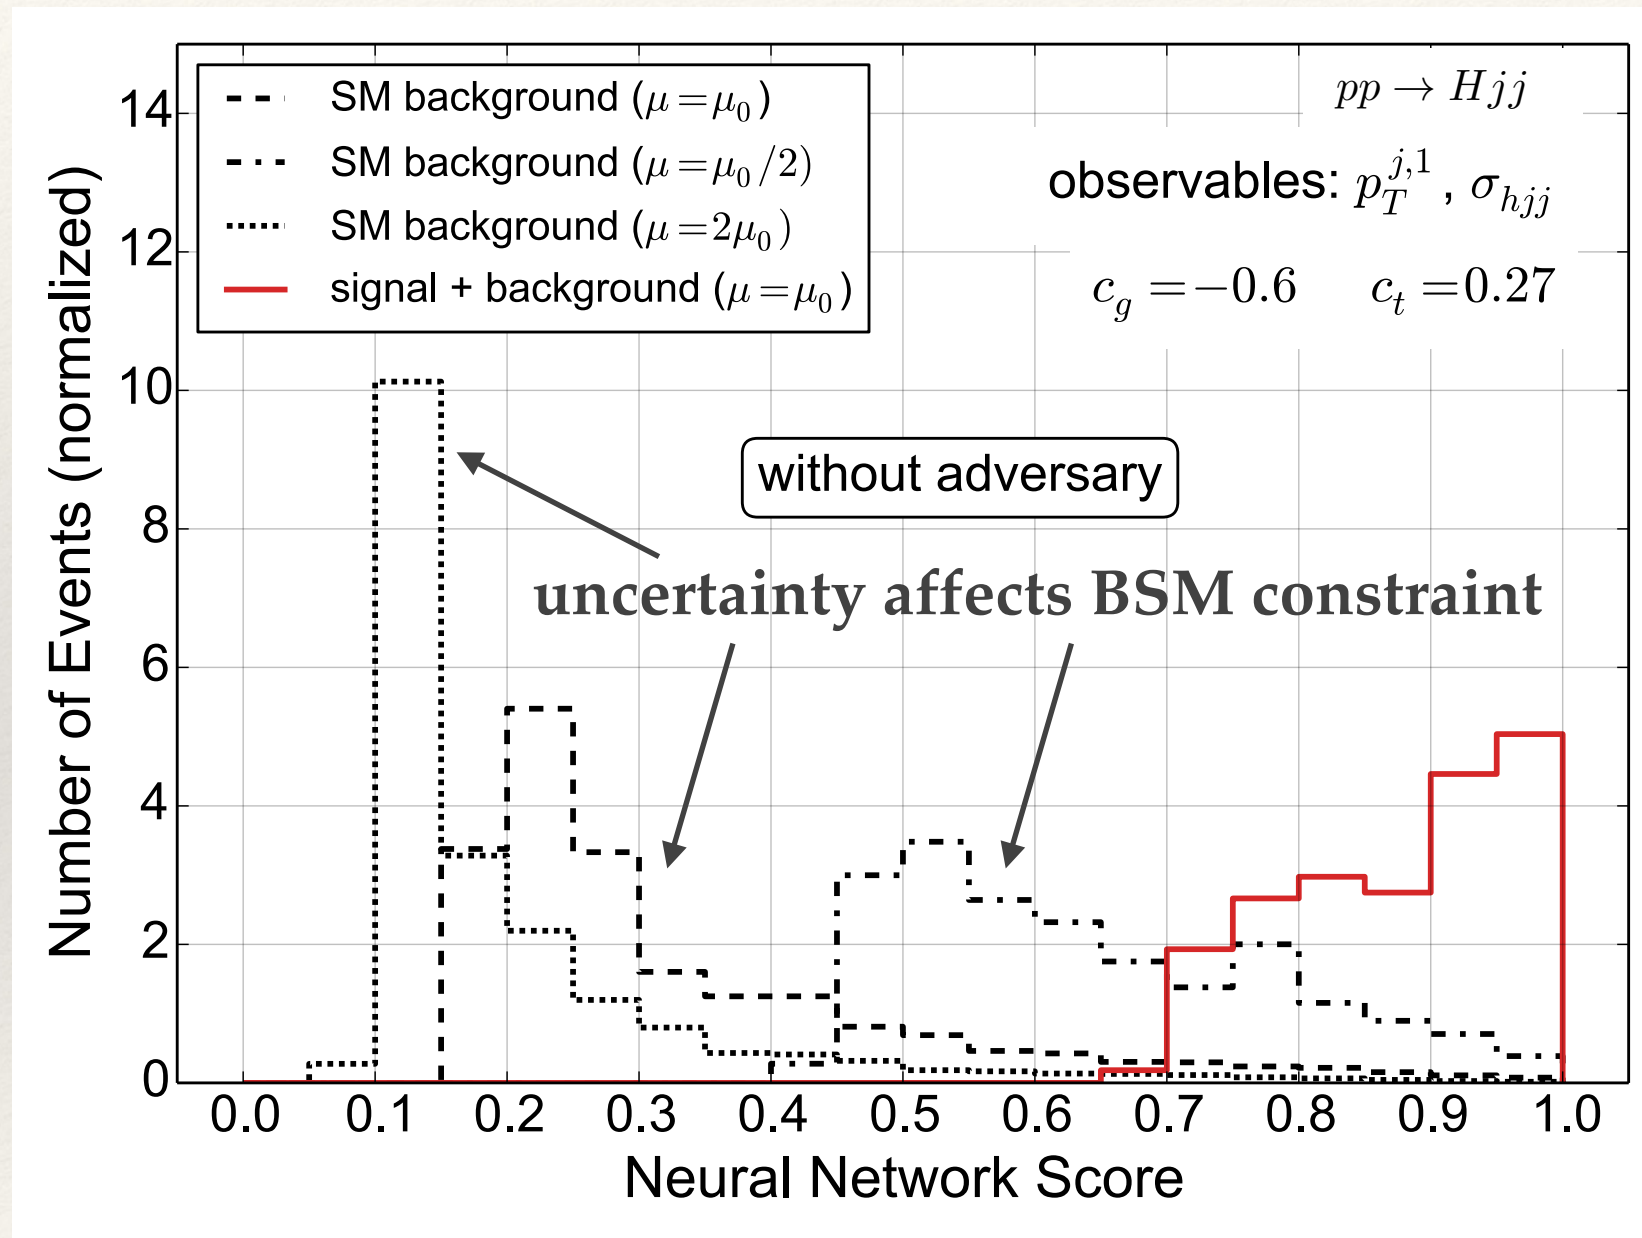 SM background (μ = μ₀)
SM background (μ = μ₀/2)
SM background (μ = 2μ₀)
signal + background (μ = μ₀)
pp → Hjj
observables: p_T^{j,1}, σ_{hjj}
c_g = −0.6 c_t = 0.27
without adversary
uncertainty affects BSM constraint
Number of Events (normalized)
14
12
10
8
6
4
2
0
0.0 0.1 0.2 0.3 0.4 0.5 0.6 0.7 0.8 0.9 1.0
Neural Network Score